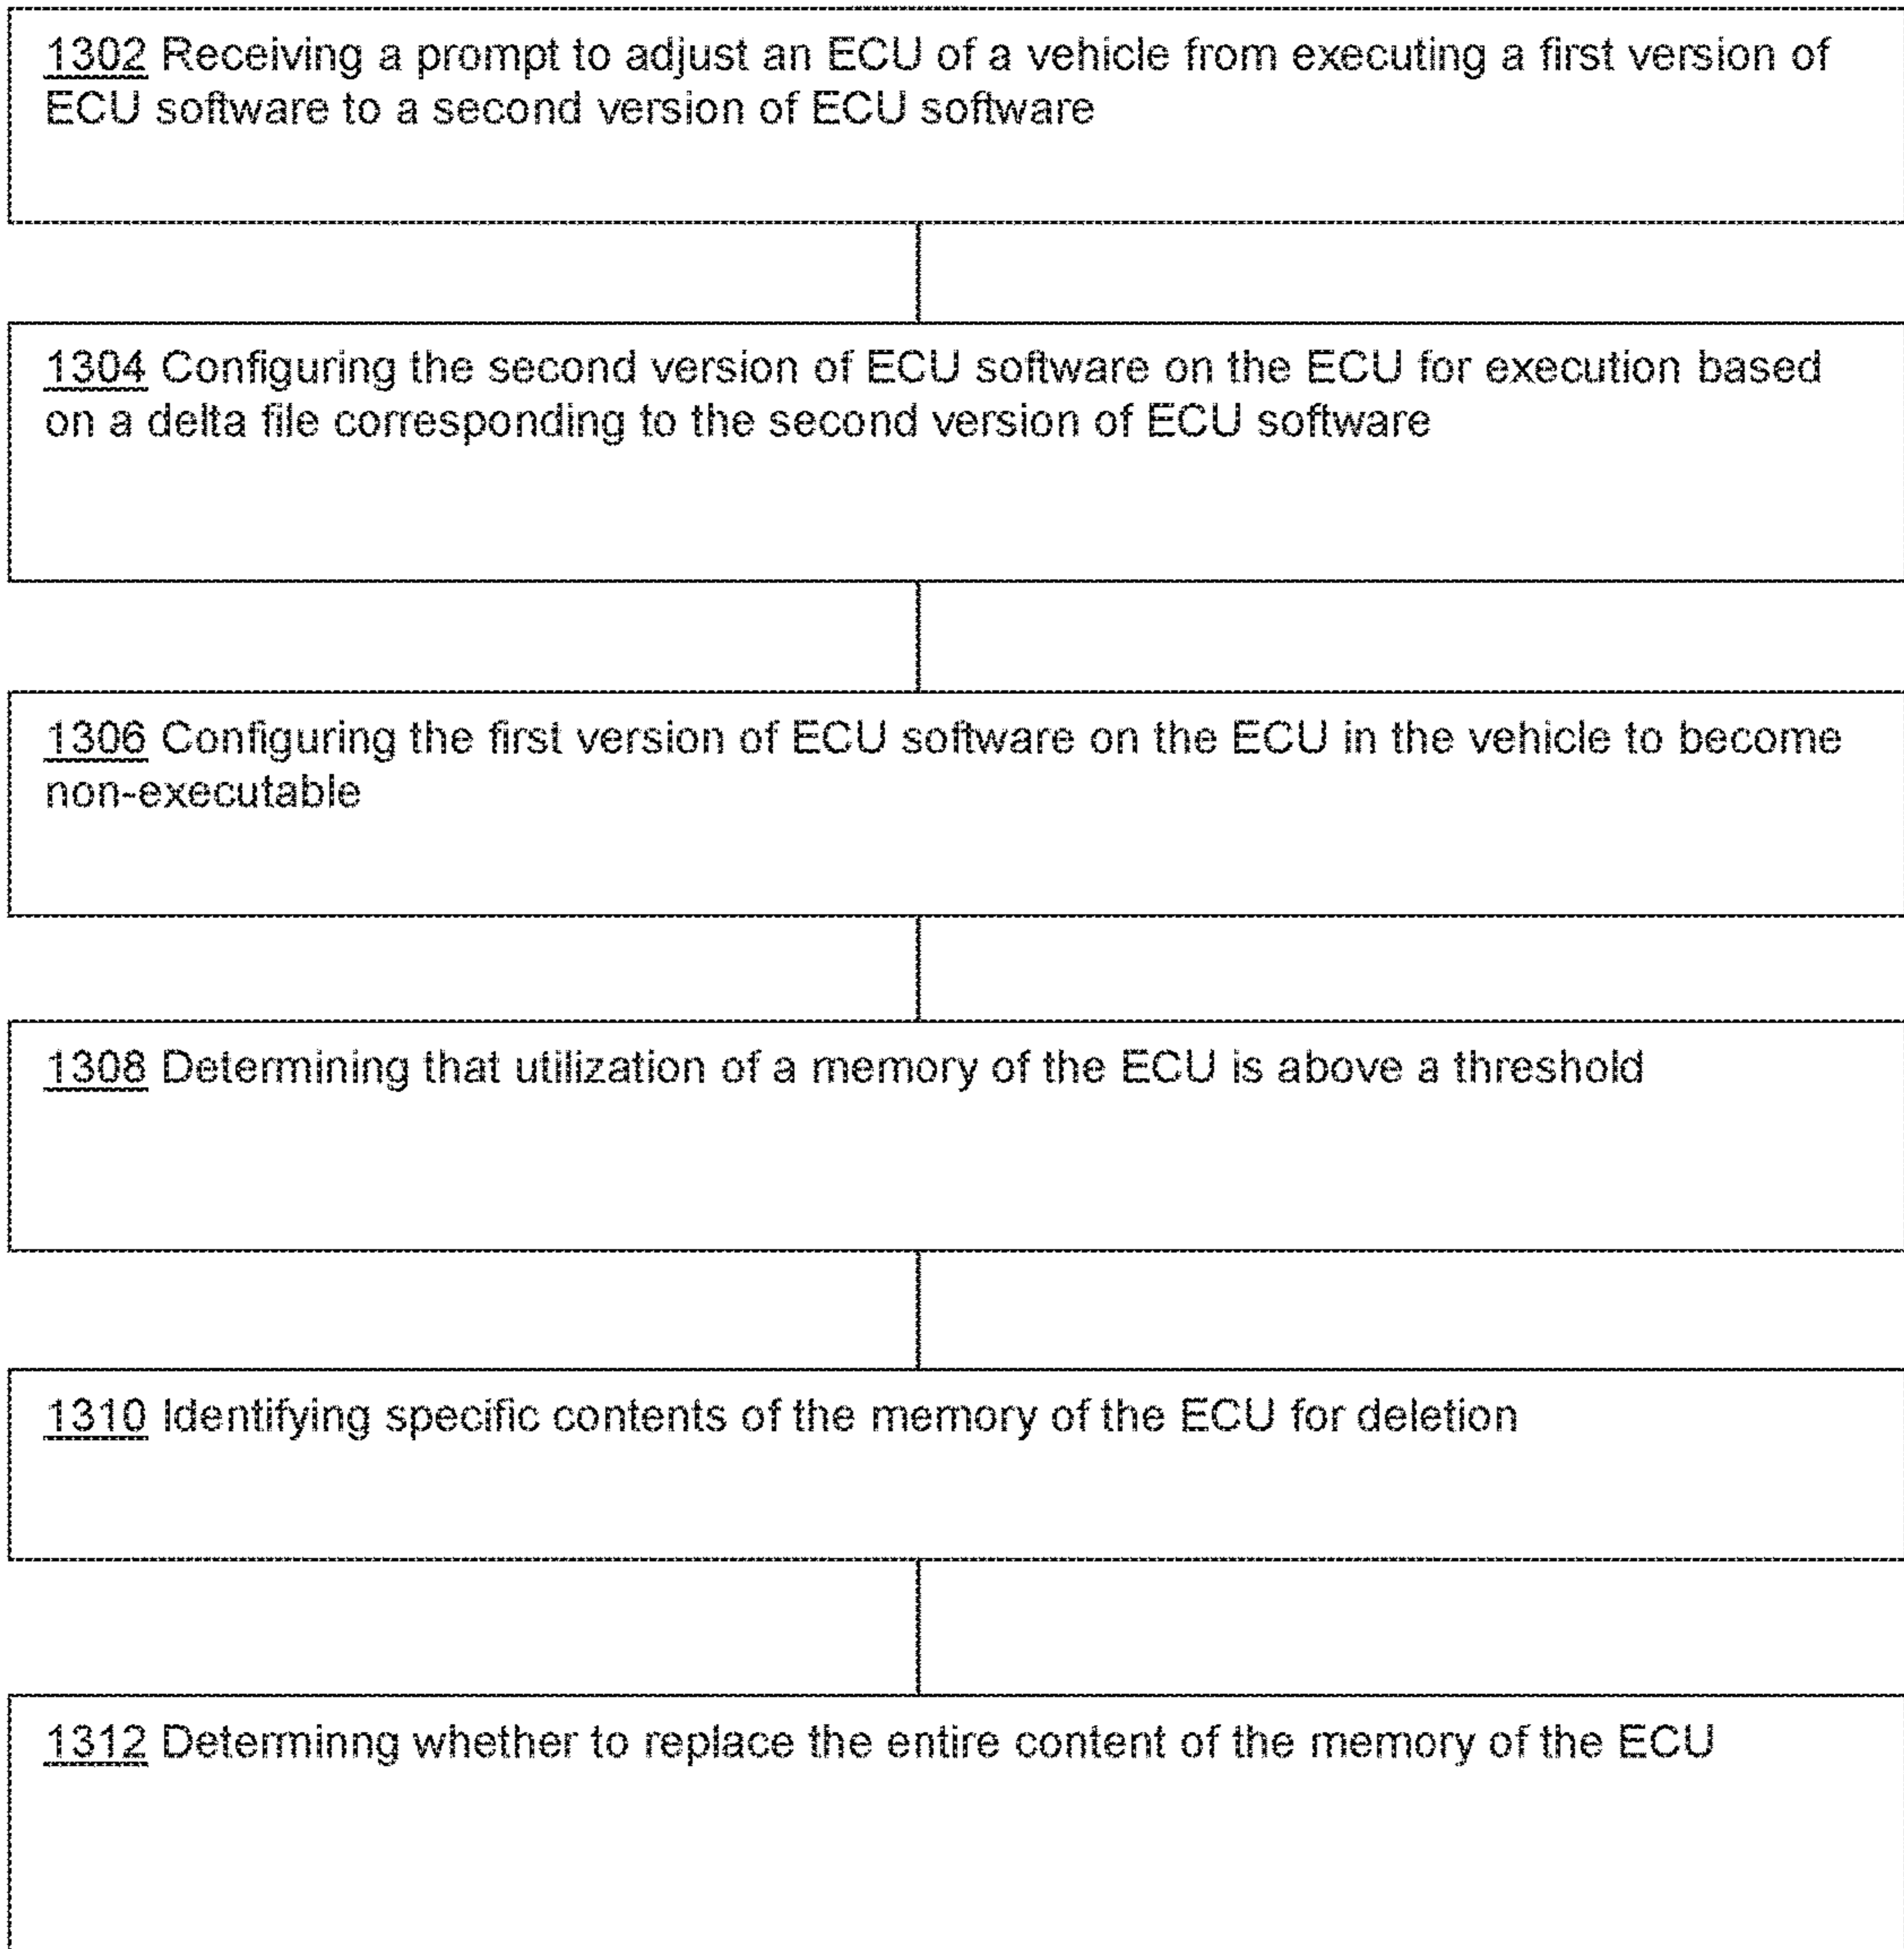 1302 Receiving a prompt to adjust an ECU of a vehicle from executing a first version of
ECU software to a second version of ECU software
1304 Configuring the second version of ECU software on the ECU for execution based
on a delta file corresponding to the second version of ECU software
1306 Configuring the first version of ECU software on the ECU in the vehicle to become
non-executable
1308 Determining that utilization of a memory of the ECU is above a threshold
1310 Identifying specific contents of the memory of the ECU for deletion
1312 Determinng whether to replace the entire content of the memory of the ECU